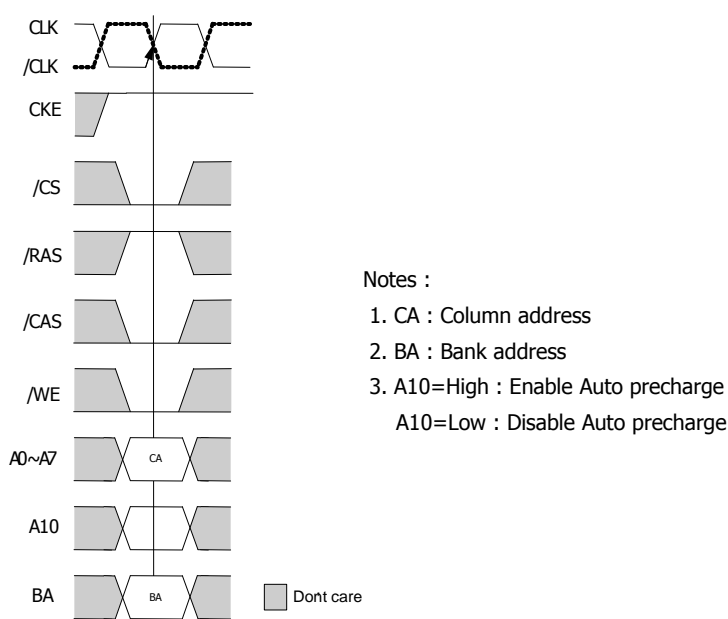 CLK
/CLK
CKE
/CS
/RAS
/CAS
/WE
A0~A7
CA
A10
BA
BA
Dont care
Notes :
1. CA : Column address
2. BA : Bank address
3. A10=High : Enable Auto precharge
A10=Low : Disable Auto precharge